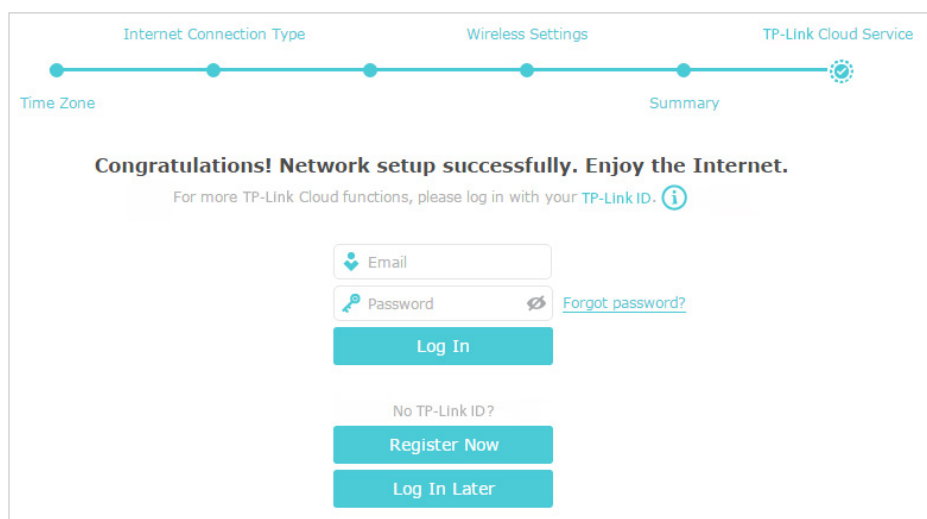 Internet Connection Type Wireless Settings TP-Link Cloud Service
Time Zone Summary
Congratulations! Network setup successfully. Enjoy the Internet.
For more TP-Link Cloud functions, please log in with your TP-Link ID.
Email
Password Forgot password?
Log In
No TP-Link ID?
Register Now
Log In Later